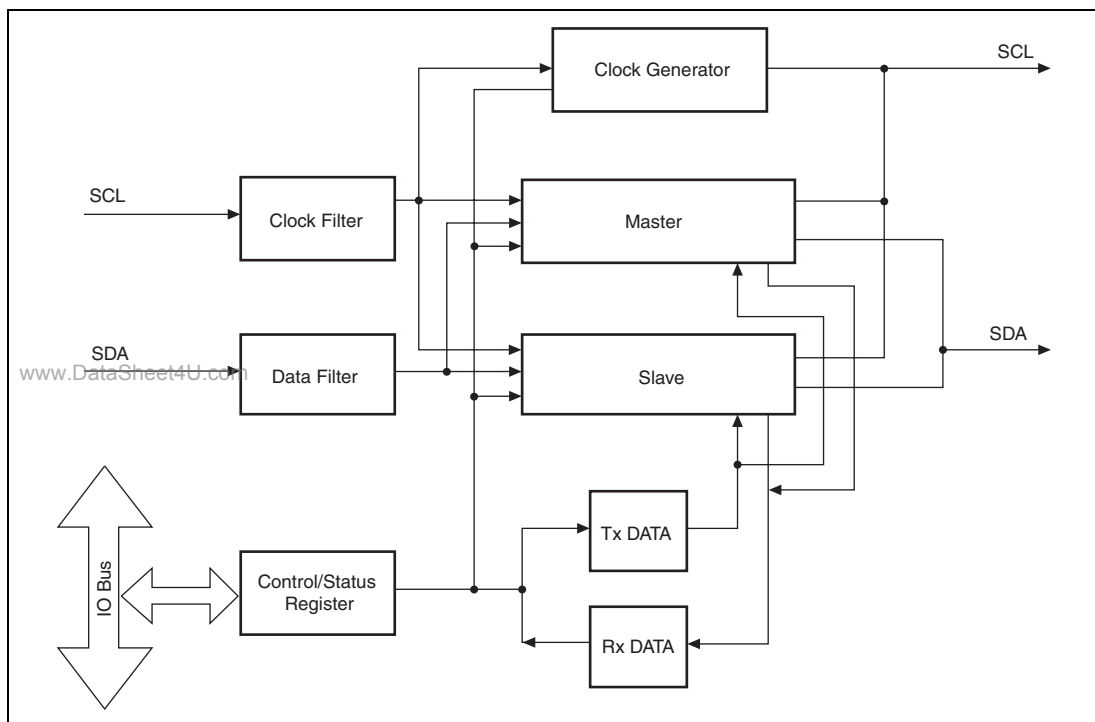 Clock Generator
SCL
SCL
Clock Filter
Master
SDA
SDA
www.DataSheet4U.com
Data Filter
Slave
Tx DATA
IO Bus
Control/Status
Register
Rx DATA